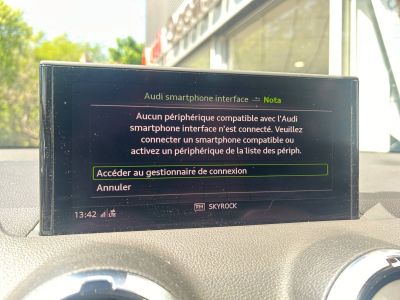 Audi smartphone interface Nota
Aucun périphérique compatible avec l'Audi
smartphone interface n'est connecté. Veuillez
connecter un smartphone compatible ou
activez un périphérique de la liste des périph.
Accéder au gestionnaire de connexion
Annuler
13:42 LTE SKYROCK